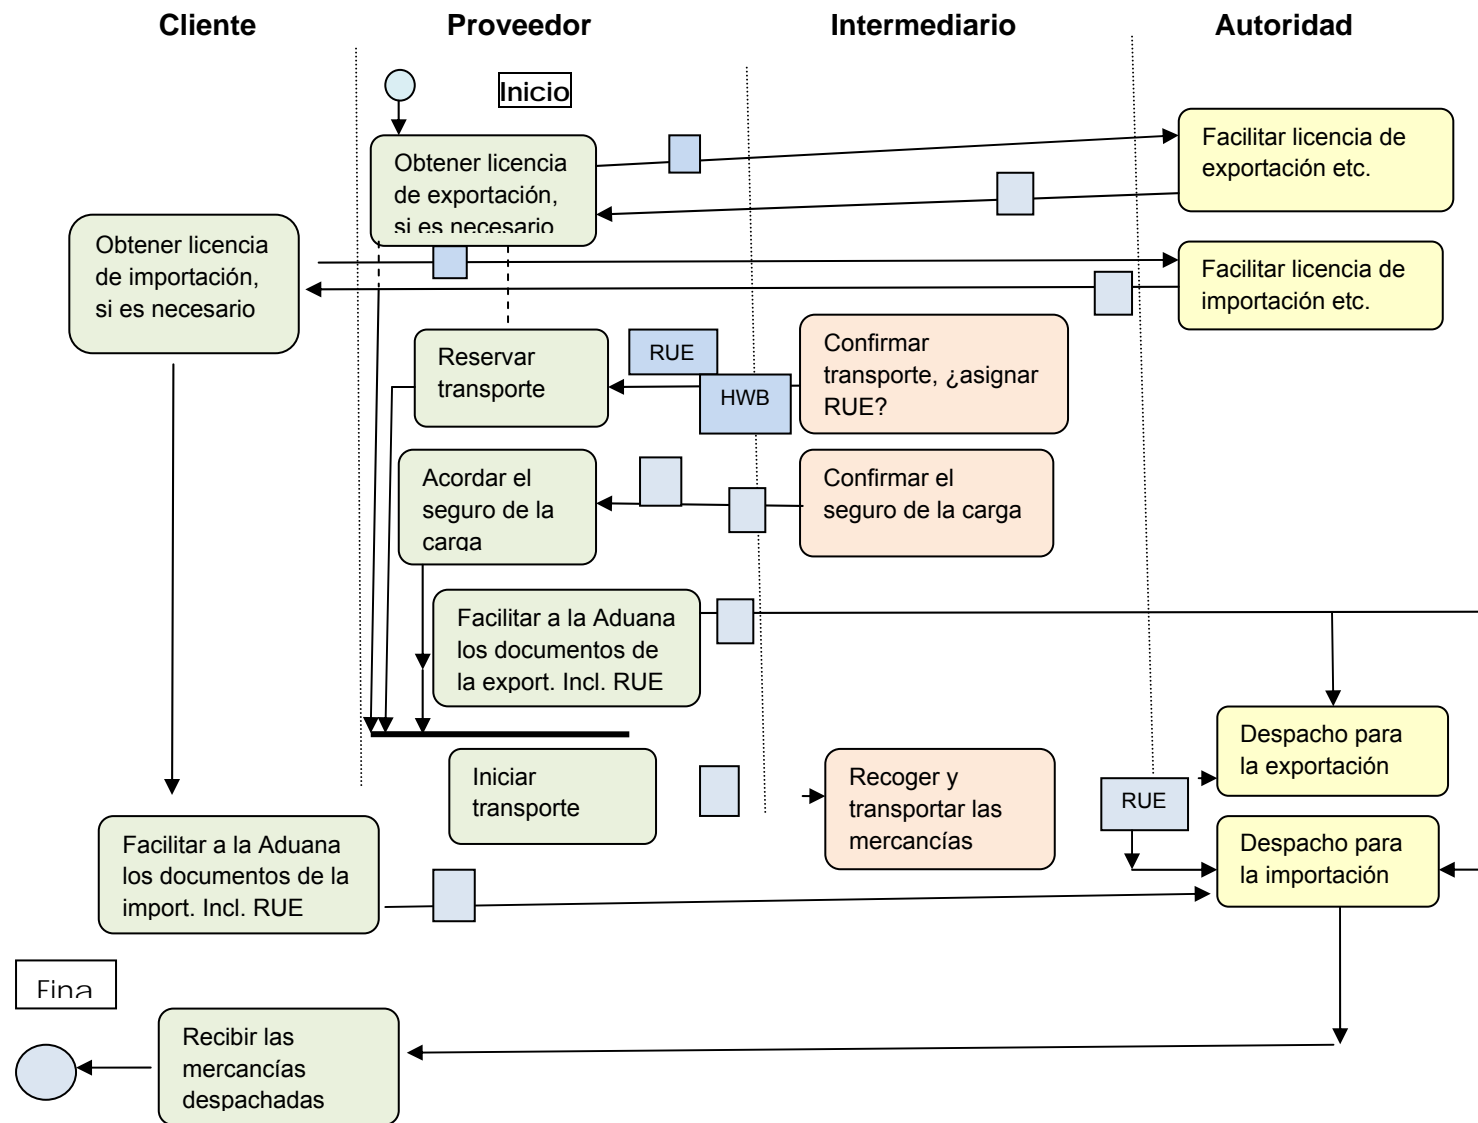 Cliente
Proveedor
Intermediario
Autoridad
Inicio
Obtener licencia
de exportación,
si es necesario
Facilitar licencia de
exportación etc.
Obtener licencia
de importación,
si es necesario
Facilitar licencia de
importación etc.
Reservar
transporte
RUE
HWB
Confirmar
transporte, ¿asignar
RUE?
Acordar el
seguro de la
carga
Confirmar el
seguro de la carga
Facilitar a la Aduana
los documentos de
la export. Incl. RUE
Despacho para
la exportación
Iniciar
transporte
Recoger y
transportar las
mercancías
RUE
Facilitar a la Aduana
los documentos de la
import. Incl. RUE
Despacho para
la importación
Fina
Recibir las
mercancías
despachadas